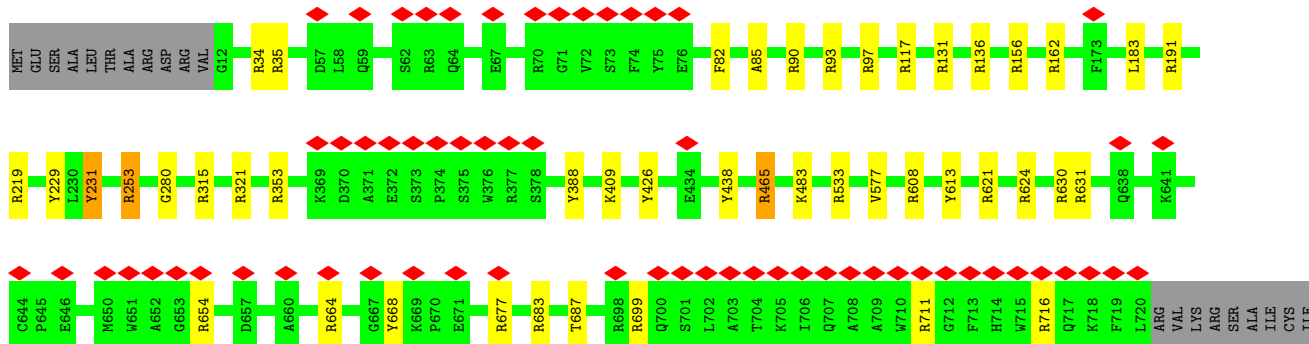 MET GLU SER ALA LEU THR ALA ARG ASP ARG VAL G12 R34 R35 D57 L58 Q59 S62 R63 Q64 E67 R70 G71 V72 S73 F74 Y75 E76 F82 A85 R90 R93 R97 R117 R131 R136 R156 R162 F173 L183 R191
R219 Y229 L230 Y231 R253 G280 R315 R321 R353 K369 D370 A371 E372 S373 P374 S375 W376 R377 S378 Y388 K409 Y426 E434 Y438 R465 K483 R533 V577 R608 Y613 R621 R624 R630 R631 Q638 K641
C644 P645 E646 M650 W651 A652 G653 R654 D657 A660 R664 G667 Y668 K669 P670 E671 R677 R683 T687 R698 R699 Q700 S701 L702 A703 T704 K705 I706 Q707 A708 A709 W710 R711 G712 F713 H714 W715 R716 Q717 K718 F719 L720 ARG VAL LYS ARG SER ALA ILE CYS ILE